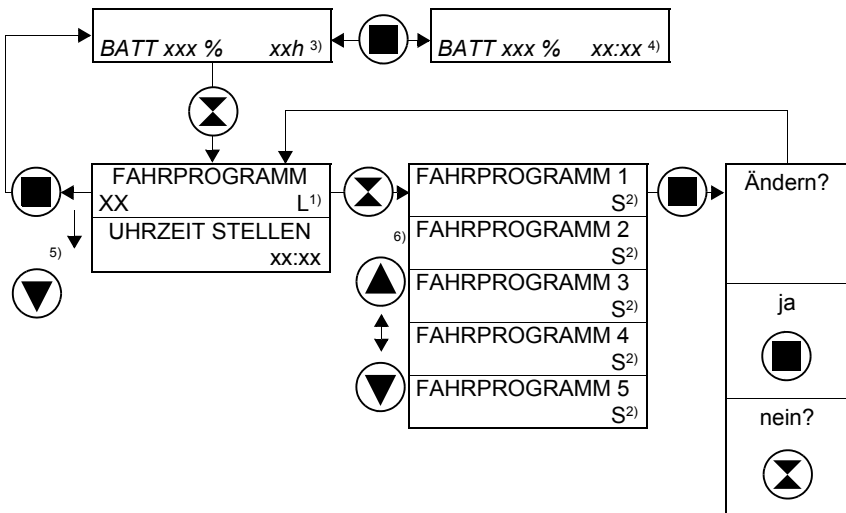 BATT xxx % xxh 3)
BATT xxx % xx:xx 4)
FAHRPROGRAMM
XX L1)
UHRZEIT STELLEN
xx:xx
5)
FAHRPROGRAMM 1
S2)
6)
FAHRPROGRAMM 2
S2)
FAHRPROGRAMM 3
S2)
FAHRPROGRAMM 4
S2)
FAHRPROGRAMM 5
S2)
Ändern?
ja
nein?